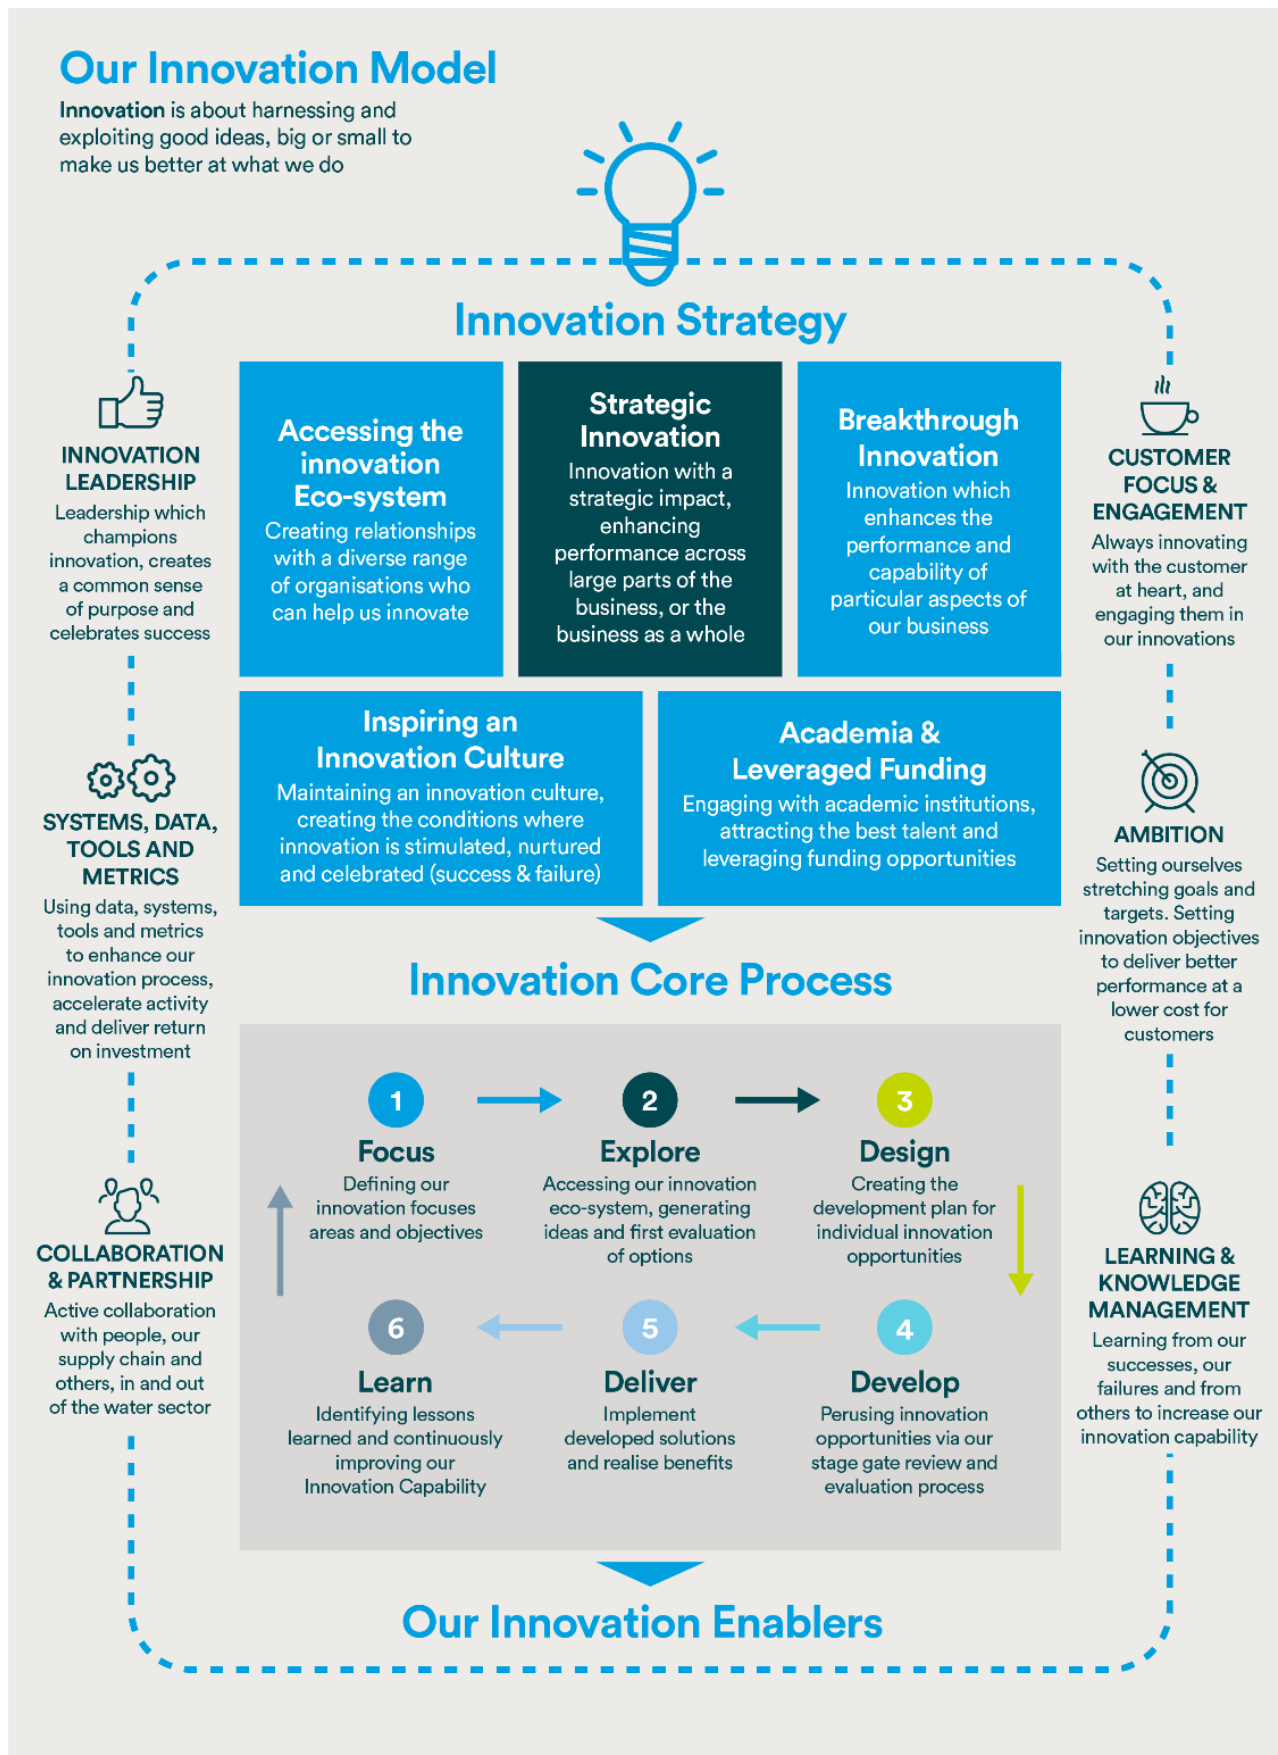 Our Innovation Model
Innovation is about harnessing and
exploiting good ideas, big or small to
make us better at what we do
Innovation Strategy
Accessing the
innovation
Eco-system
Creating relationships
with a diverse range
of organisations who
can help us innovate
Strategic
Innovation
Innovation with a
strategic impact,
enhancing
performance across
large parts of the
business, or the
business as a whole
Breakthrough
Innovation
Innovation which
enhances the
performance and
capability of
particular aspects of
our business
Inspiring an
Innovation Culture
Maintaining an innovation culture,
creating the conditions where
innovation is stimulated, nurtured
and celebrated (success & failure)
Academia &
Leveraged Funding
Engaging with academic institutions,
attracting the best talent and
leveraging funding opportunities
INNOVATION
LEADERSHIP
Leadership which
champions
innovation, creates
a common sense
of purpose and
celebrates success
SYSTEMS, DATA,
TOOLS AND
METRICS
Using data, systems,
tools and metrics
to enhance our
innovation process,
accelerate activity
and deliver return
on investment
COLLABORATION
& PARTNERSHIP
Active collaboration
with people, our
supply chain and
others, in and out
of the water sector
CUSTOMER
FOCUS &
ENGAGEMENT
Always innovating
with the customer
at heart, and
engaging them in
our innovations
AMBITION
Setting ourselves
stretching goals and
targets. Setting
innovation objectives
to deliver better
performance at a
lower cost for
customers
LEARNING &
KNOWLEDGE
MANAGEMENT
Learning from our
successes, our
failures and from
others to increase our
innovation capability
Innovation Core Process
1
Focus
Defining our
innovation focuses
areas and objectives
2
Explore
Accessing our innovation
eco-system, generating
ideas and first evaluation
of options
3
Design
Creating the
development plan for
individual innovation
opportunities
4
Develop
Perusing innovation
opportunities via our
stage gate review and
evaluation process
5
Deliver
Implement
developed solutions
and realise benefits
6
Learn
Identifying lessons
learned and continuously
improving our
Innovation Capability
Our Innovation Enablers